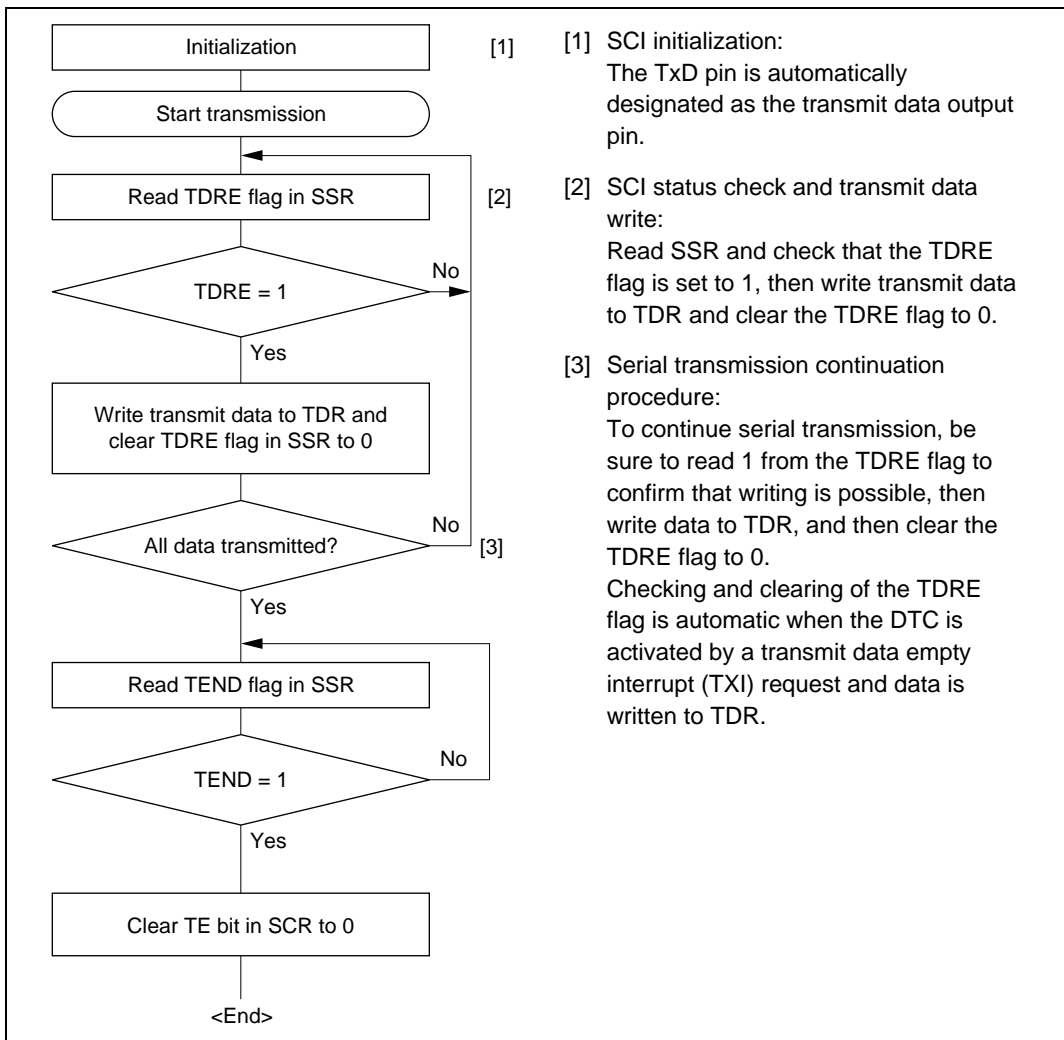 Initialization
[1]
Start transmission
Read TDRE flag in SSR
[2]
No
TDRE = 1
Yes
Write transmit data to TDR and
clear TDRE flag in SSR to 0
No
All data transmitted?
[3]
Yes
Read TEND flag in SSR
No
TEND = 1
Yes
Clear TE bit in SCR to 0
<End>
[1] SCI initialization:
The TxD pin is automatically
designated as the transmit data output
pin.
[2] SCI status check and transmit data
write:
Read SSR and check that the TDRE
flag is set to 1, then write transmit data
to TDR and clear the TDRE flag to 0.
[3] Serial transmission continuation
procedure:
To continue serial transmission, be
sure to read 1 from the TDRE flag to
confirm that writing is possible, then
write data to TDR, and then clear the
TDRE flag to 0.
Checking and clearing of the TDRE
flag is automatic when the DTC is
activated by a transmit data empty
interrupt (TXI) request and data is
written to TDR.